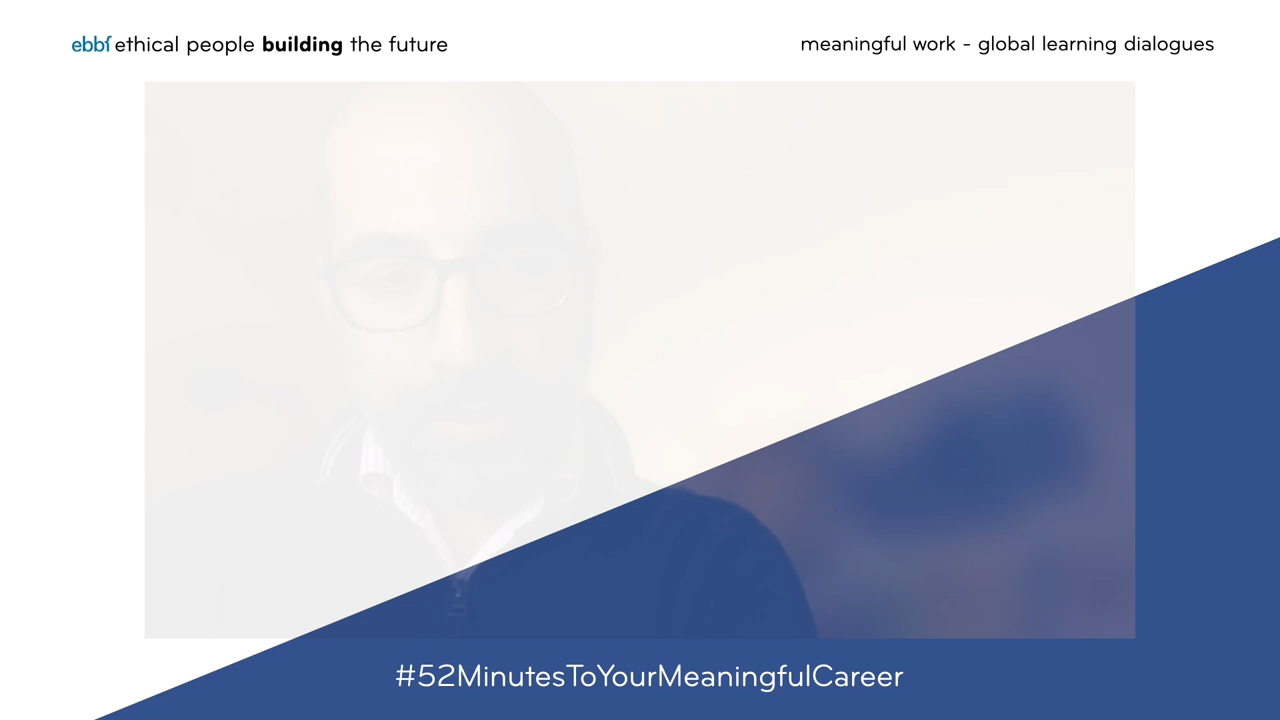 ebbf ethical people building the future
meaningful work - global learning dialogues
#52MinutesToYourMeaningfulCareer